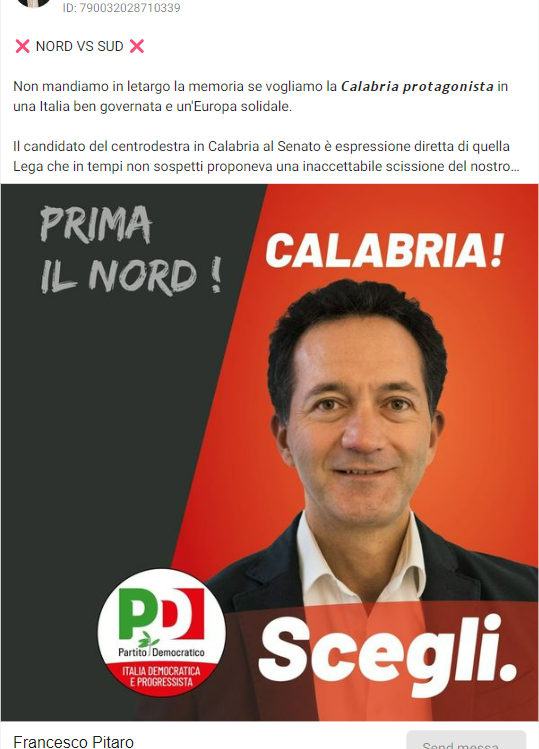 ID: 790032028710339
❌ NORD VS SUD ❌
Non mandiamo in letargo la memoria se vogliamo la Calabria protagonista in
una Italia ben governata e un'Europa solidale.
Il candidato del centrodestra in Calabria al Senato è espressione diretta di quella
Lega che in tempi non sospetti proponeva una inaccettabile scissione del nostro...
PRIMA
IL NORD !
CALABRIA!
PD
Partito Democratico
ITALIA DEMOCRATICA
E PROGRESSISTA
Scegli.
Francesco Pitaro
Send messa...